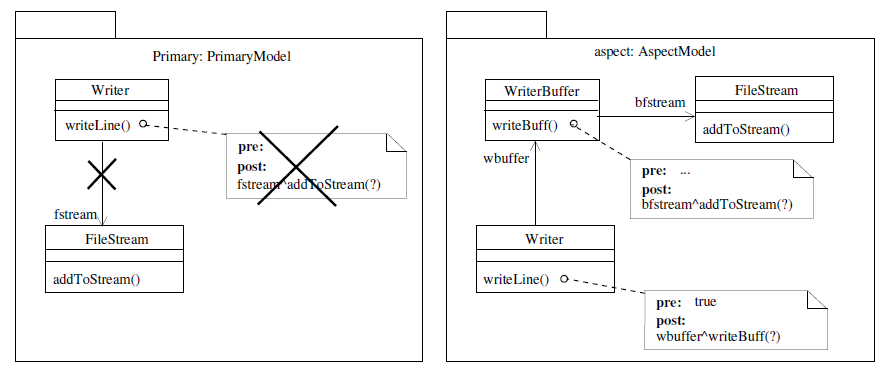 Primary: PrimaryModel
Writer
writeLine()
pre:
post:
fstream^addToStream(?)
fstream
FileStream
addToStream()
aspect: AspectModel
WriterBuffer
writeBuff()
bfstream
FileStream
addToStream()
wbuffer
pre: ...
post:
bfstream^addToStream(?)
Writer
writeLine()
pre: true
post:
wbuffer^writeBuff(?)